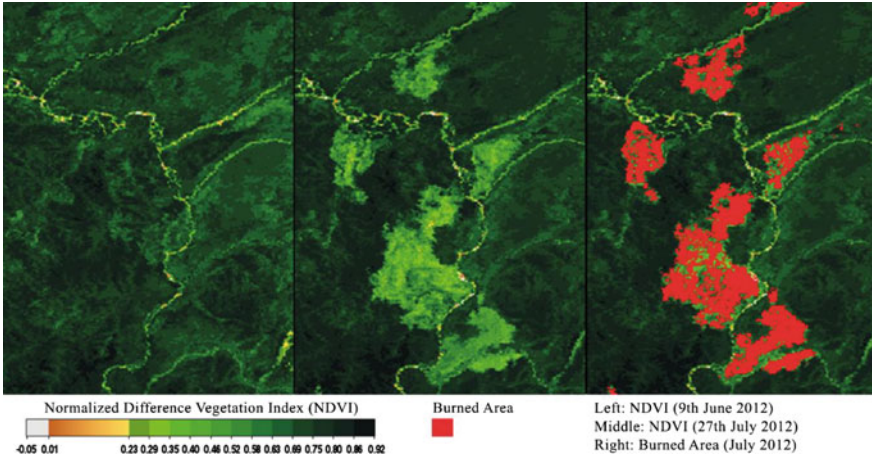 Normalized Difference Vegetation Index (NDVI)
-0.05 0.01 0.23 0.29 0.35 0.40 0.46 0.52 0.58 0.63 0.69 0.75 0.80 0.86 0.92
Burned Area
Left: NDVI (9th June 2012)
Middle: NDVI (27th July 2012)
Right: Burned Area (July 2012)